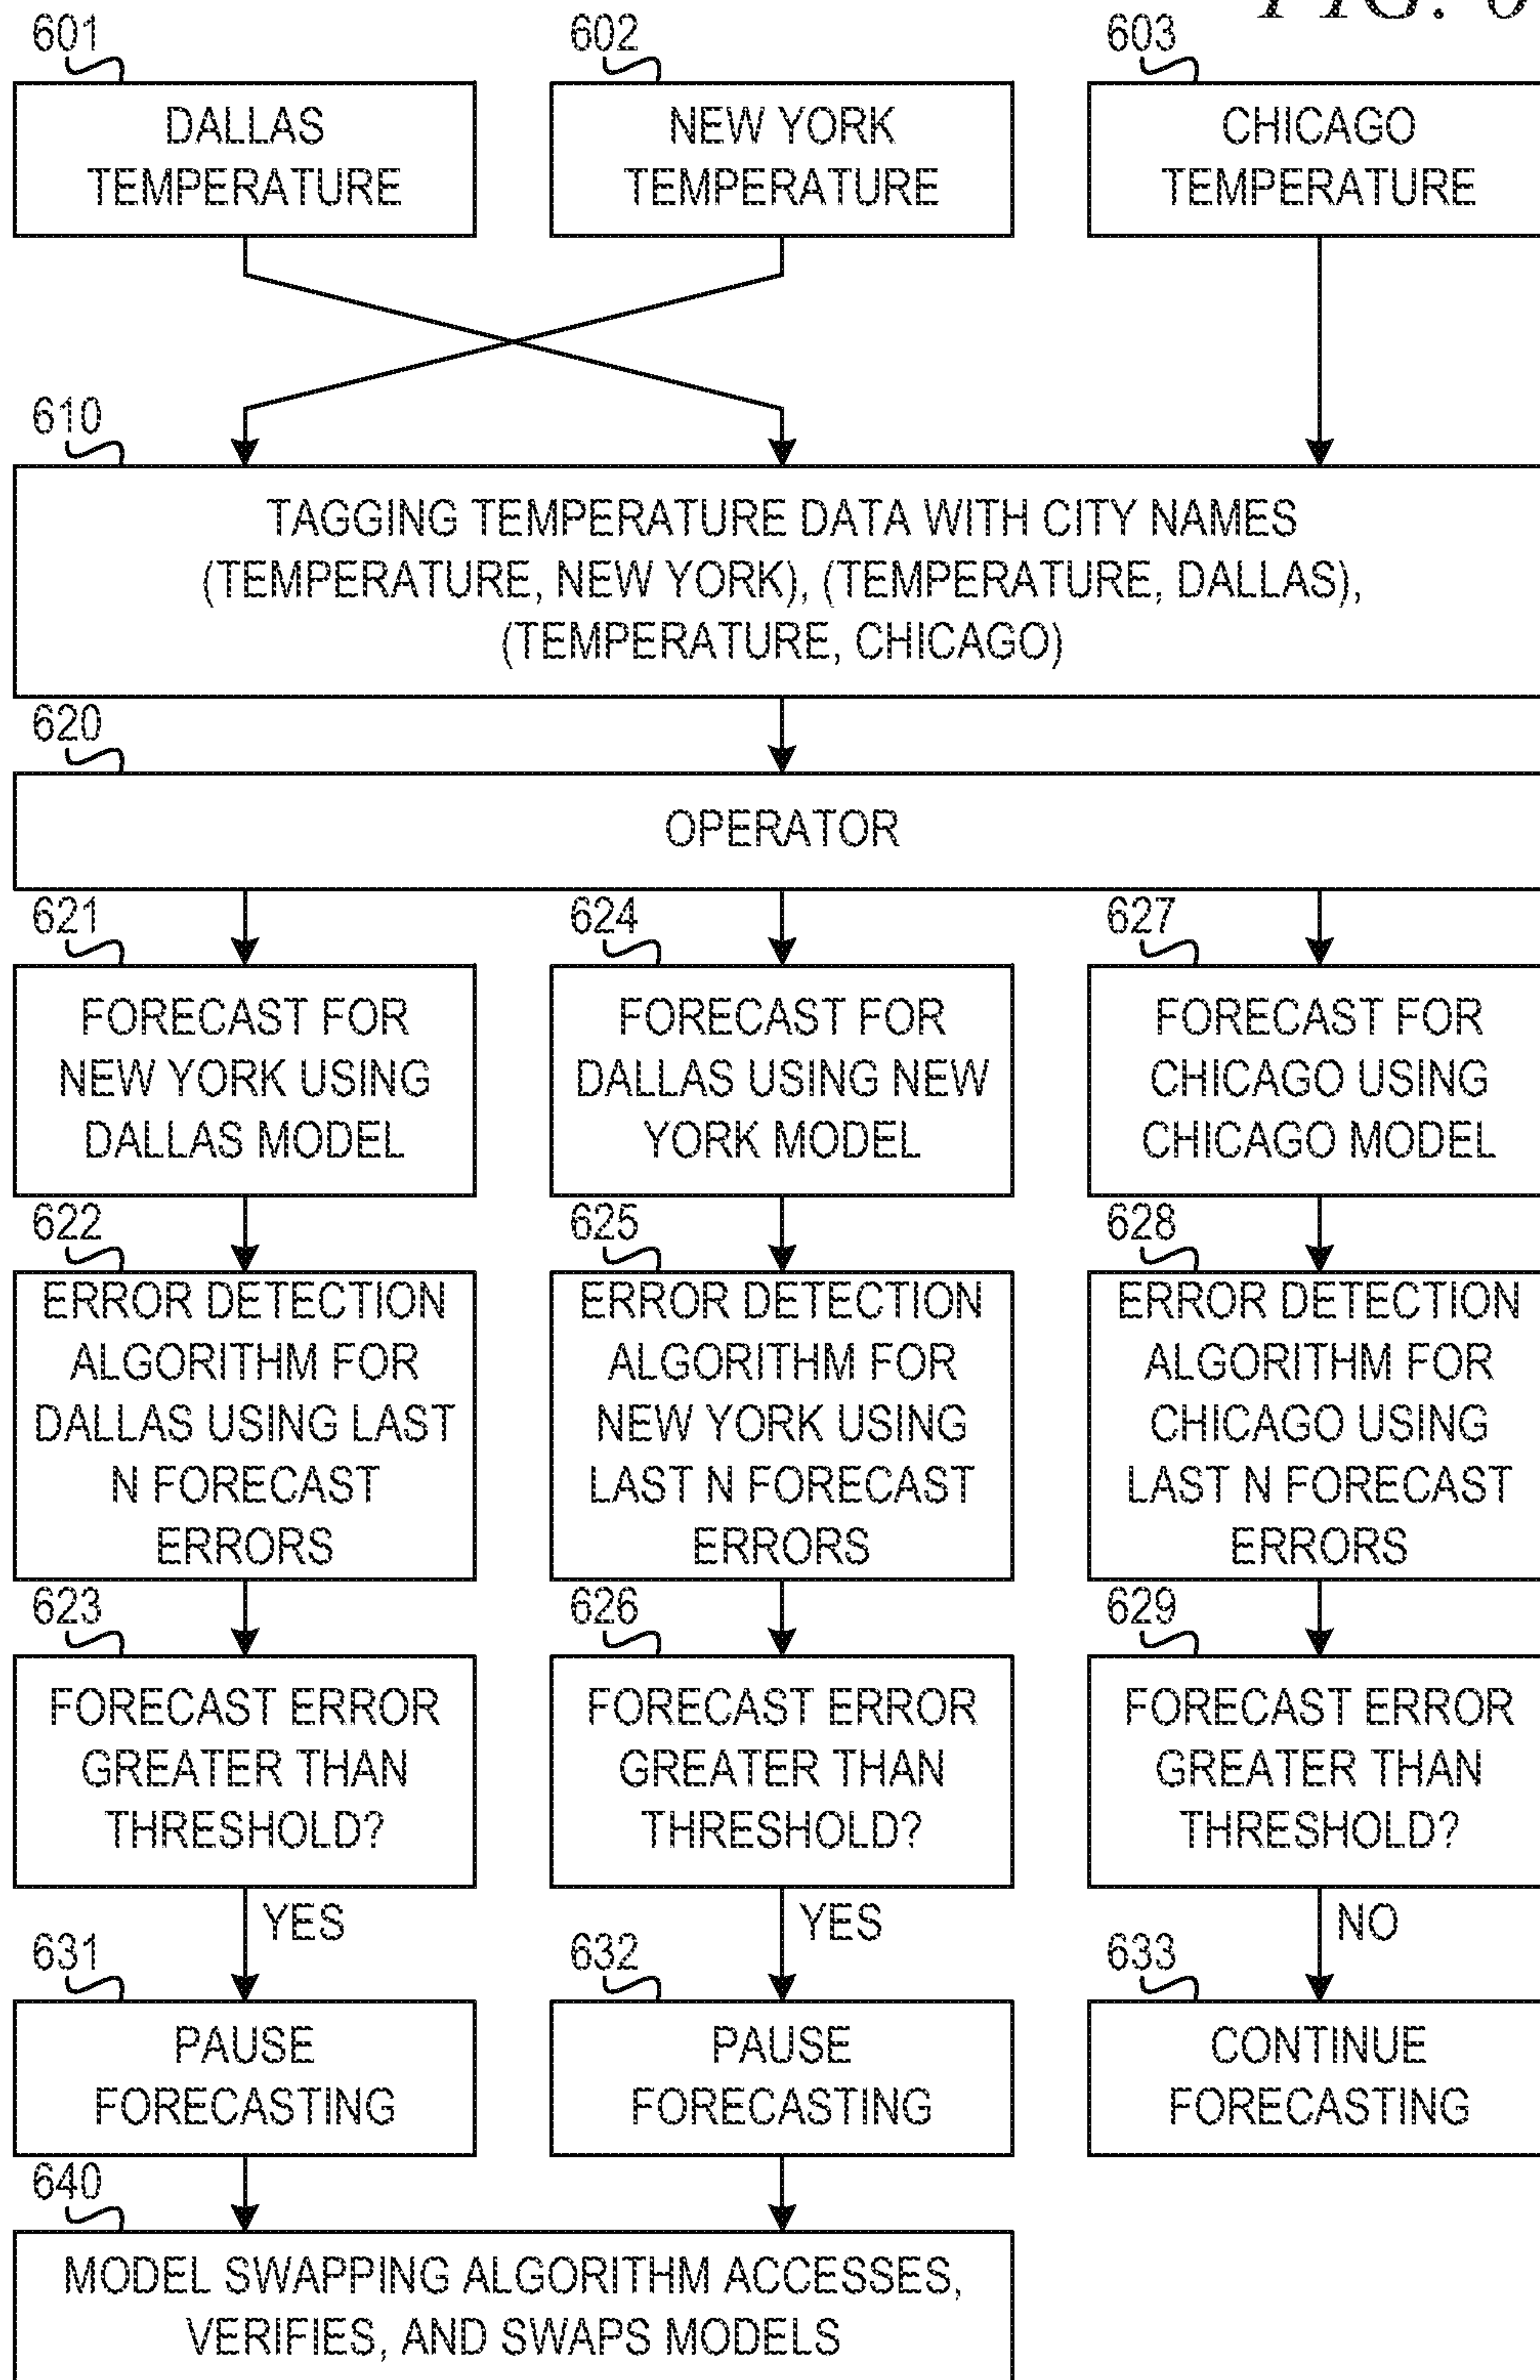 FIG. 6
601
602
603
DALLAS
TEMPERATURE
NEW YORK
TEMPERATURE
CHICAGO
TEMPERATURE
610
TAGGING TEMPERATURE DATA WITH CITY NAMES
(TEMPERATURE, NEW YORK), (TEMPERATURE, DALLAS),
(TEMPERATURE, CHICAGO)
620
OPERATOR
621
624
627
FORECAST FOR
NEW YORK USING
DALLAS MODEL
FORECAST FOR
DALLAS USING NEW
YORK MODEL
FORECAST FOR
CHICAGO USING
CHICAGO MODEL
622
625
628
ERROR DETECTION
ALGORITHM FOR
DALLAS USING LAST
N FORECAST
ERRORS
ERROR DETECTION
ALGORITHM FOR
NEW YORK USING
LAST N FORECAST
ERRORS
ERROR DETECTION
ALGORITHM FOR
CHICAGO USING
LAST N FORECAST
ERRORS
623
626
629
FORECAST ERROR
GREATER THAN
THRESHOLD?
FORECAST ERROR
GREATER THAN
THRESHOLD?
FORECAST ERROR
GREATER THAN
THRESHOLD?
YES
YES
NO
631
632
633
PAUSE
FORECASTING
PAUSE
FORECASTING
CONTINUE
FORECASTING
640
MODEL SWAPPING ALGORITHM ACCESSES,
VERIFIES, AND SWAPS MODELS